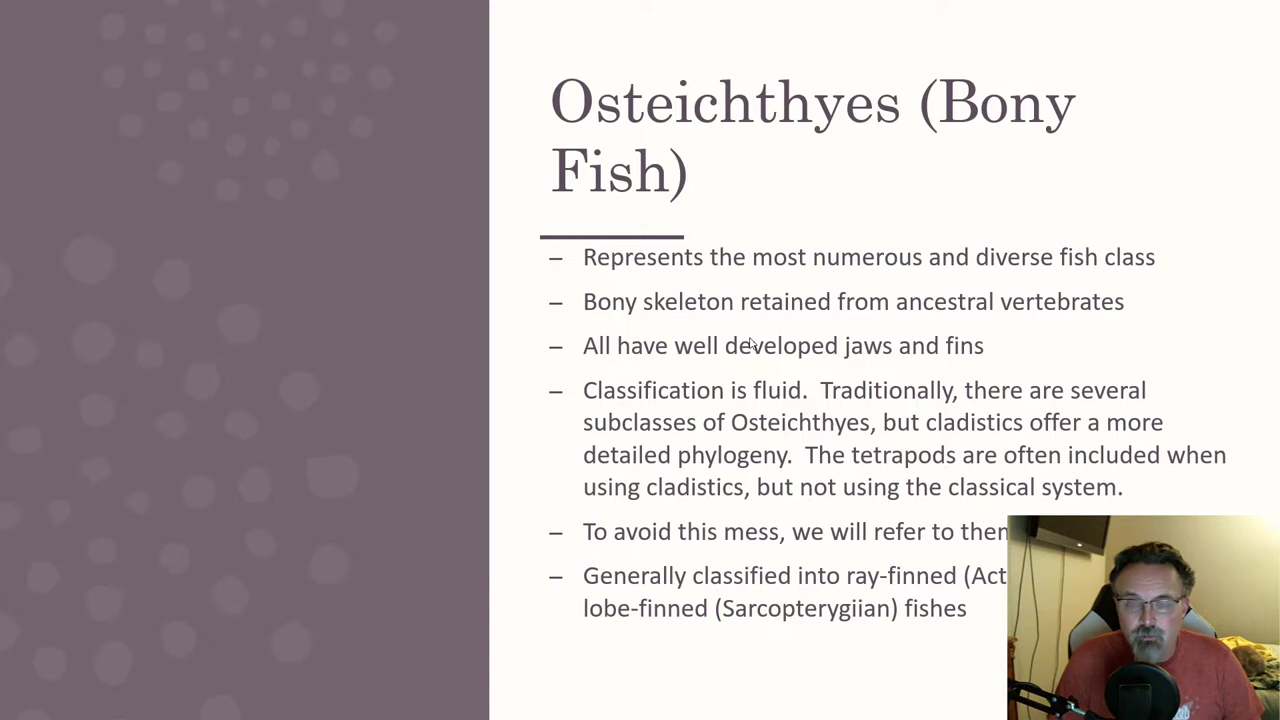 Osteichthyes (Bony
Fish)
– Represents the most numerous and diverse fish class
– Bony skeleton retained from ancestral vertebrates
– All have well developed jaws and fins
– Classification is fluid.  Traditionally, there are several
subclasses of Osteichthyes, but cladistics offer a more
detailed phylogeny.  The tetrapods are often included when
using cladistics, but not using the classical system.
– To avoid this mess, we will refer to
– Generally classified into ray-finned
lobe-finned (Sarcopterygiian) fishes